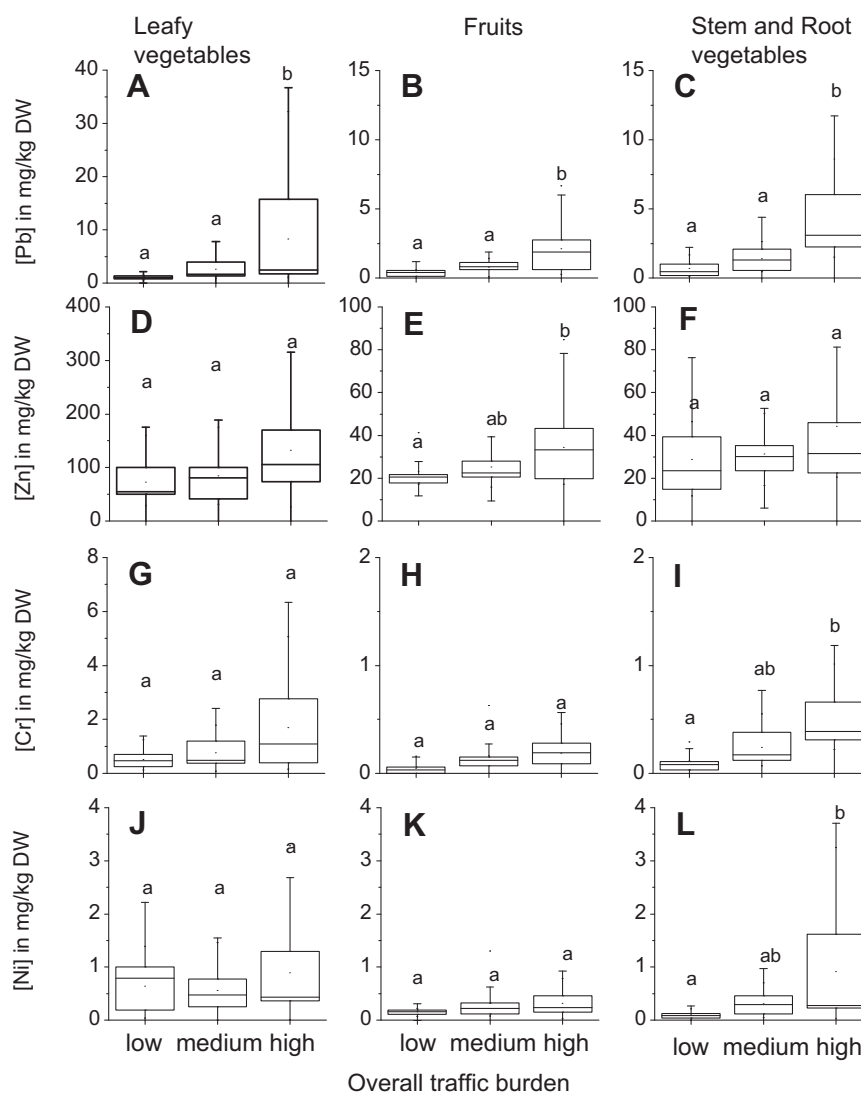 Leafy vegetables
Fruits
Stem and Root vegetables
[Pb] in mg/kg DW
40
30
20
10
0
A
a
a
b
15
10
5
0
B
a
a
b
15
10
5
0
C
a
a
b
[Zn] in mg/kg DW
400
300
200
100
0
D
a
a
a
100
80
60
40
20
0
E
a
ab
b
100
80
60
40
20
0
F
a
a
a
[Cr] in mg/kg DW
8
6
4
2
0
G
a
a
a
2
1
0
H
a
a
a
2
1
0
I
a
ab
b
[Ni] in mg/kg DW
4
3
2
1
0
J
a
a
a
4
3
2
1
0
K
a
a
a
4
3
2
1
0
L
a
ab
b
low medium high
low medium high
low medium high
Overall traffic burden